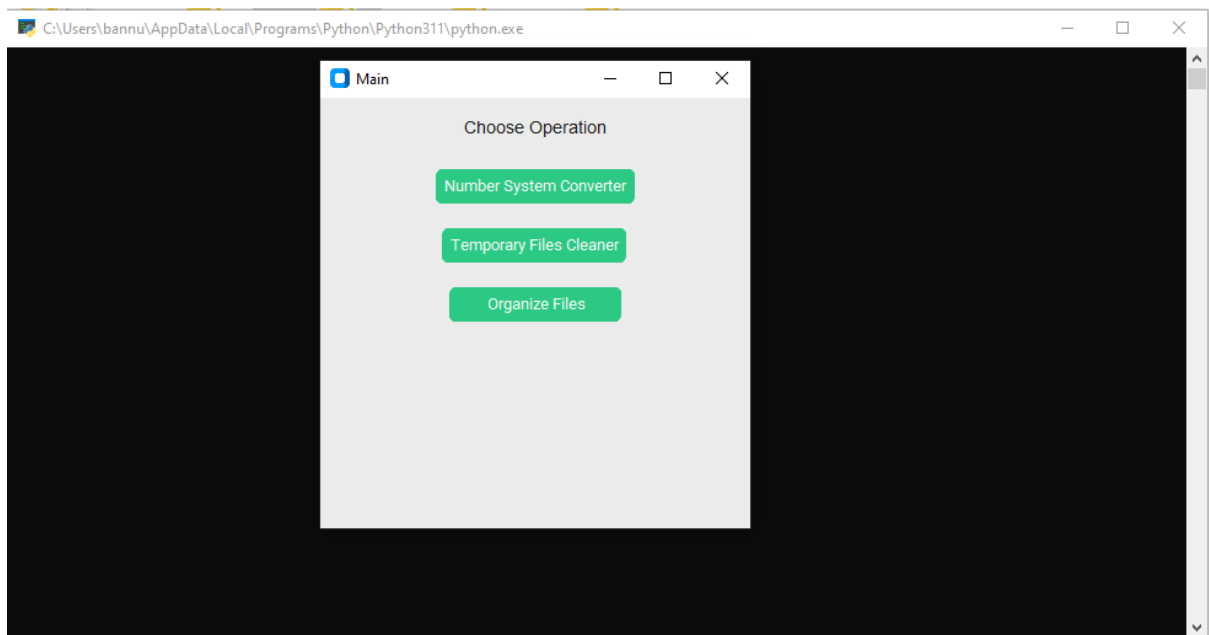 C:\Users\bannu\AppData\Local\Programs\Python\Python311\python.exe
Main
Choose Operation
Number System Converter
Temporary Files Cleaner
Organize Files